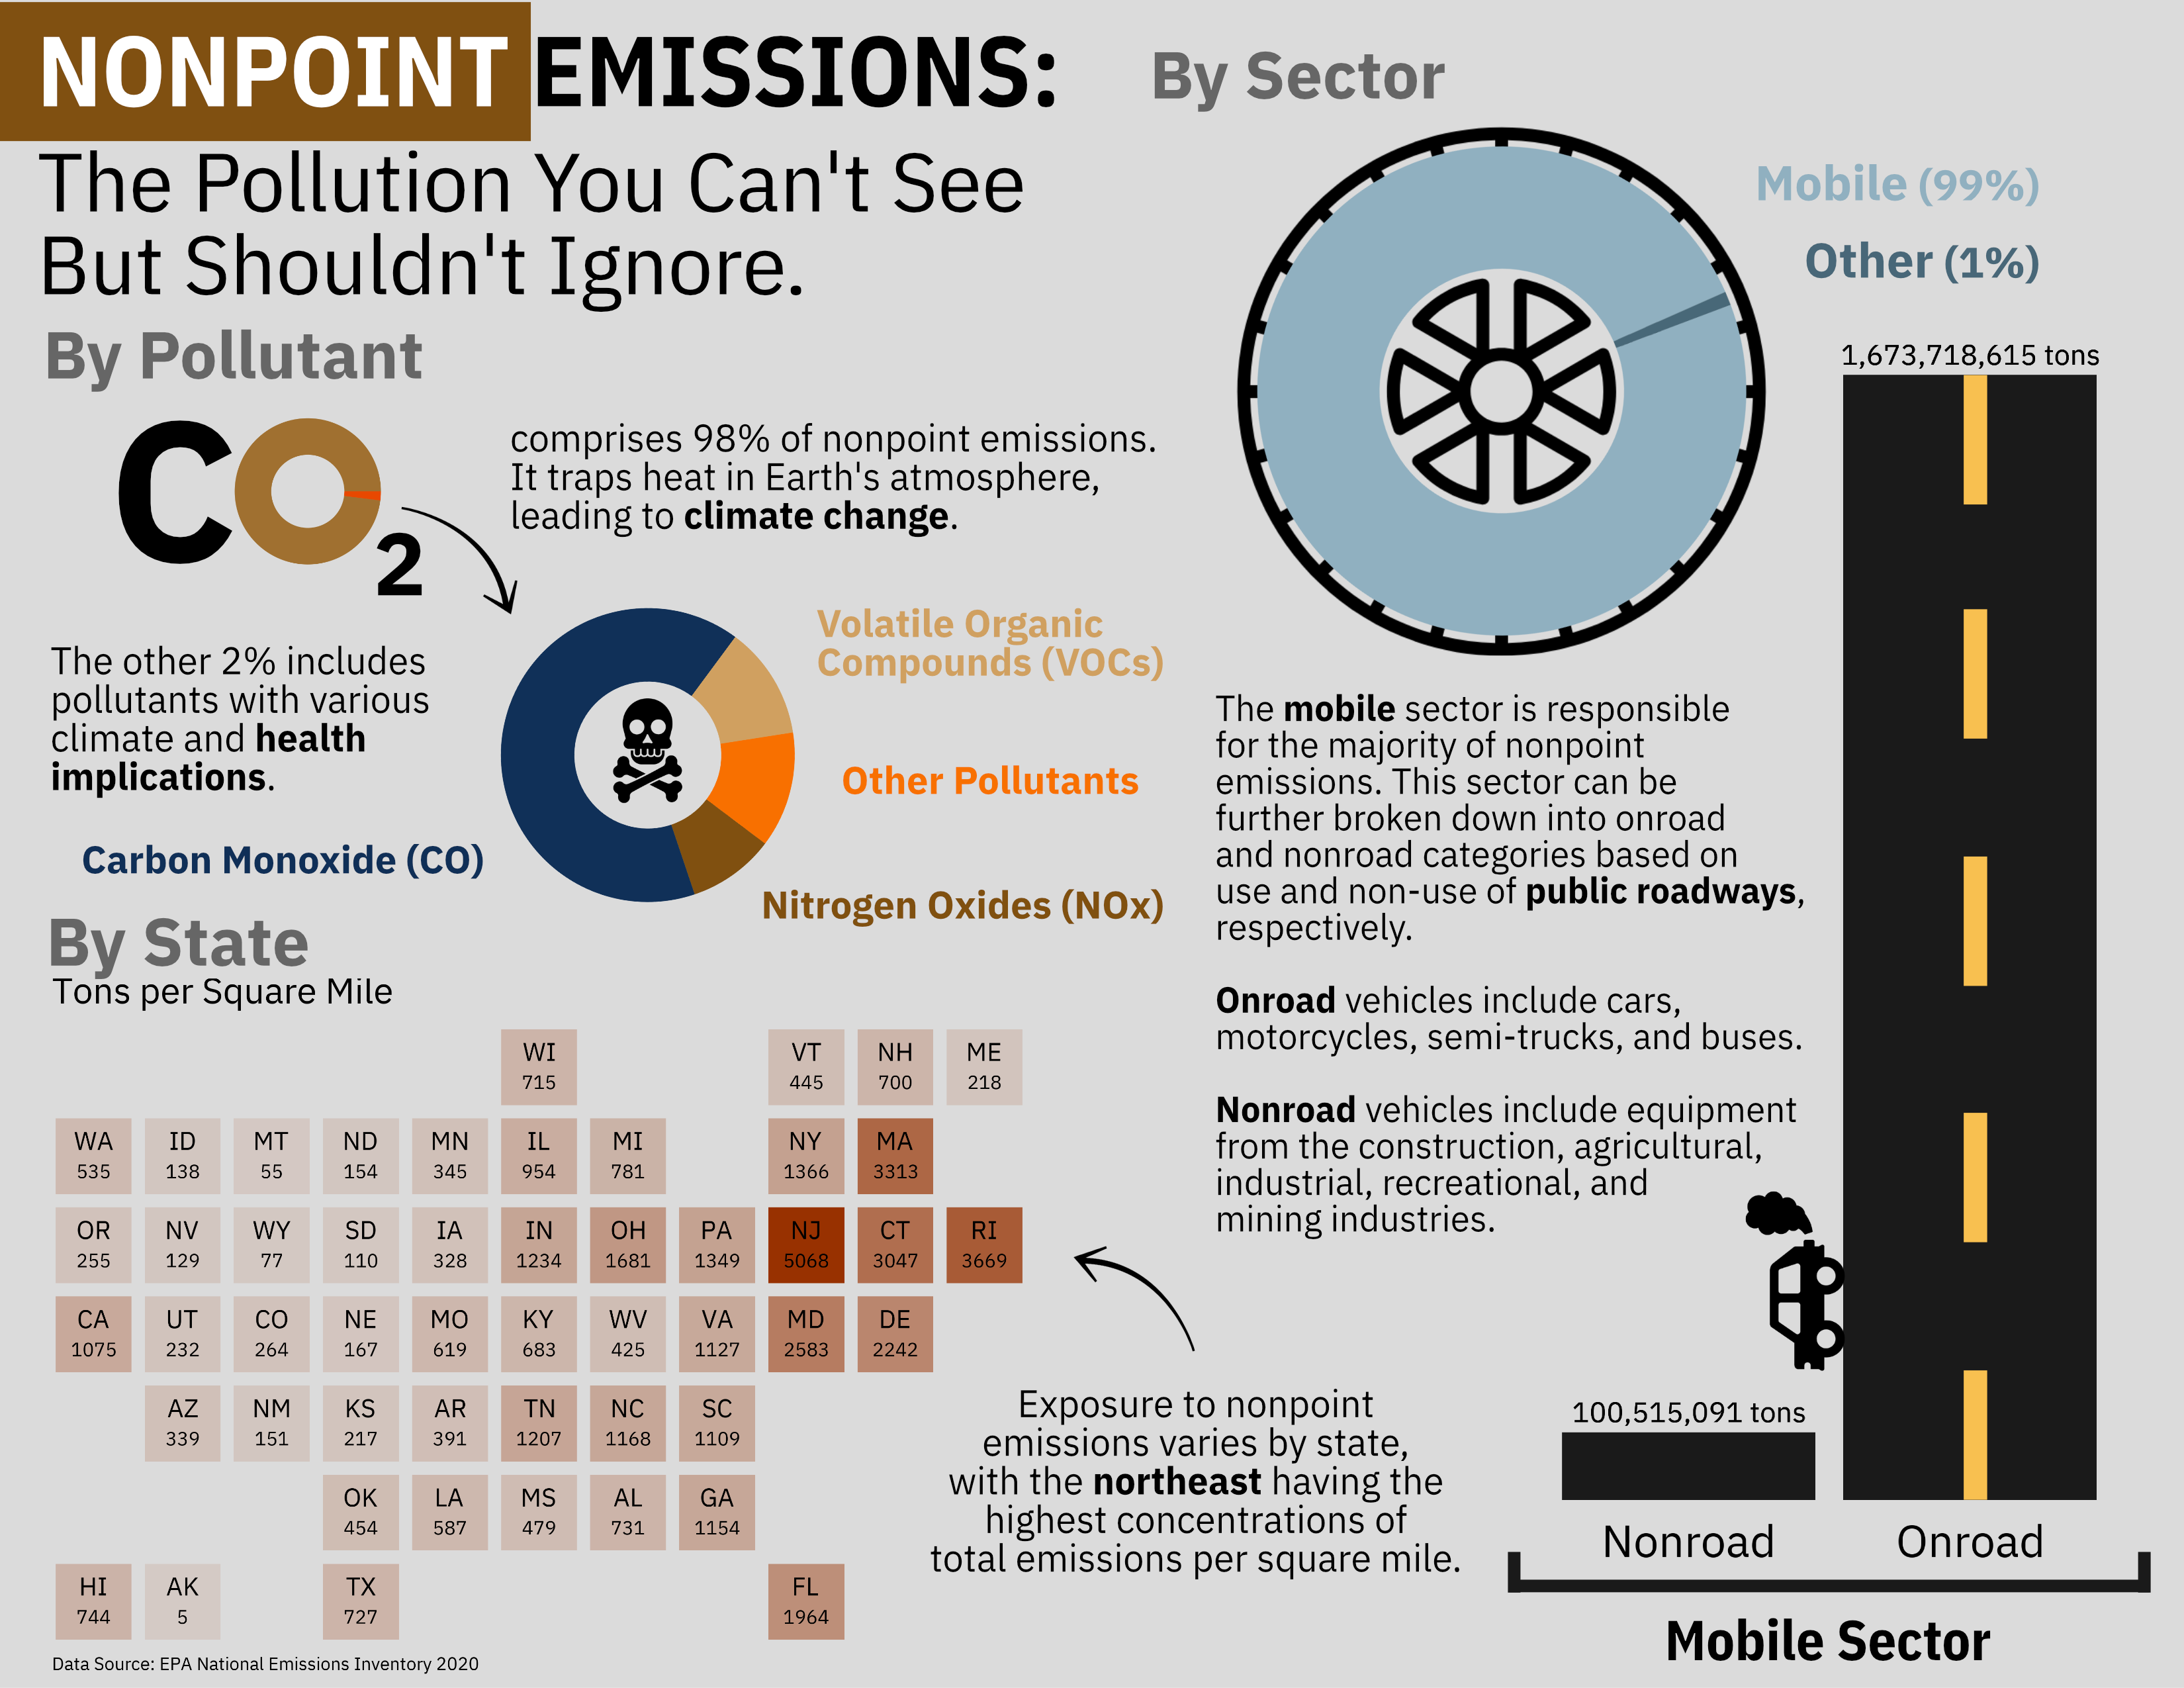 NONPOINT EMISSIONS:
The Pollution You Can't See
But Shouldn't Ignore.
By Pollutant
CO2
comprises 98% of nonpoint emissions.
It traps heat in Earth's atmosphere,
leading to climate change.
The other 2% includes
pollutants with various
climate and health
implications.
Volatile Organic
Compounds (VOCs)
Other Pollutants
Carbon Monoxide (CO)
Nitrogen Oxides (NOx)
By State
Tons per Square Mile
WI VT NH ME
715 445 700 218
WA ID MT ND MN IL MI NY MA
535 138 55 154 345 954 781 1366 3313
OR NV WY SD IA IN OH PA NJ CT RI
255 129 77 110 328 1234 1681 1349 5068 3047 3669
CA UT CO NE MO KY WV VA MD DE
1075 232 264 167 619 683 425 1127 2583 2242
AZ NM KS AR TN NC SC
339 151 217 391 1207 1168 1109
OK LA MS AL GA
454 587 479 731 1154
HI AK TX FL
744 5 727 1964
Exposure to nonpoint
emissions varies by state,
with the northeast having the
highest concentrations of
total emissions per square mile.
Data Source: EPA National Emissions Inventory 2020
By Sector
Mobile (99%)
Other (1%)
The mobile sector is responsible
for the majority of nonpoint
emissions. This sector can be
further broken down into onroad
and nonroad categories based on
use and non-use of public roadways,
respectively.
Onroad vehicles include cars,
motorcycles, semi-trucks, and buses.
Nonroad vehicles include equipment
from the construction, agricultural,
industrial, recreational, and
mining industries.
1,673,718,615 tons
100,515,091 tons
Nonroad Onroad
Mobile Sector